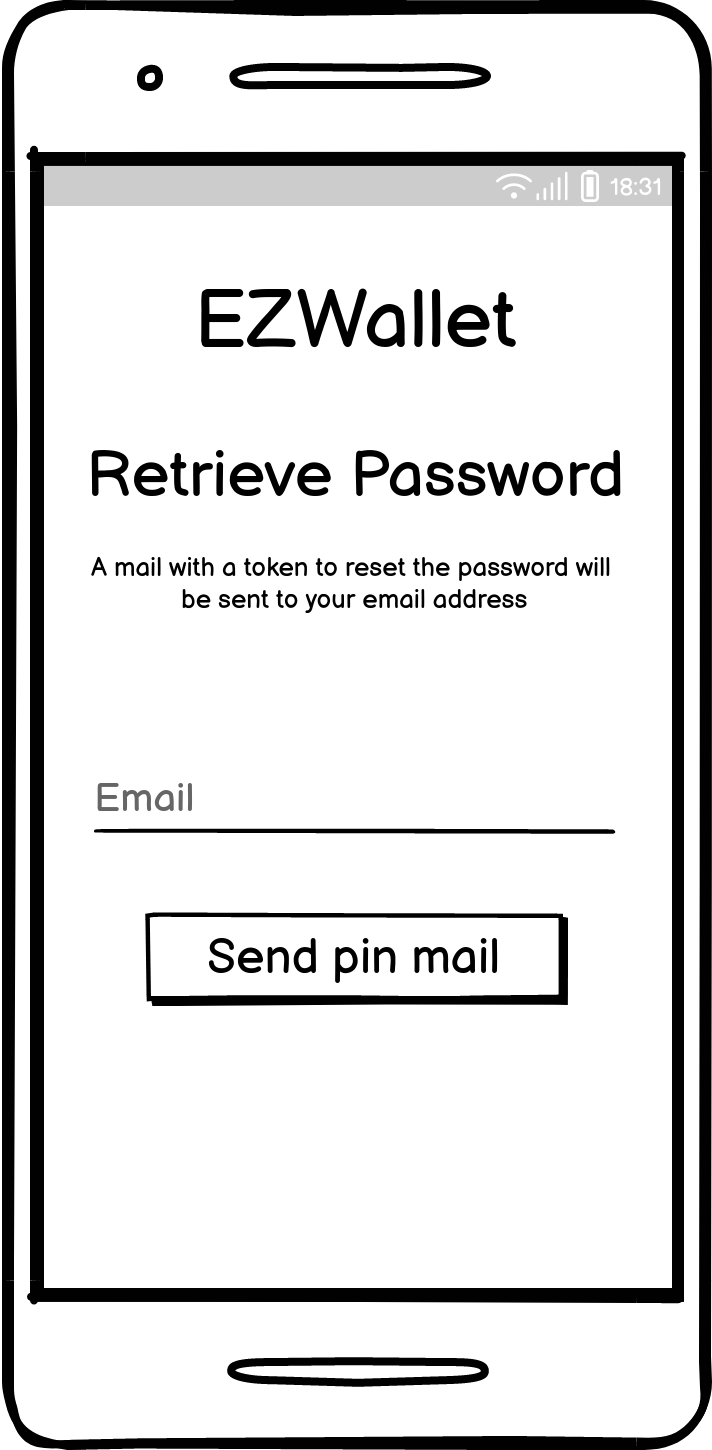 18:31
EZWallet
Retrieve Password
A mail with a token to reset the password will
be sent to your email address
Email
Send pin mail